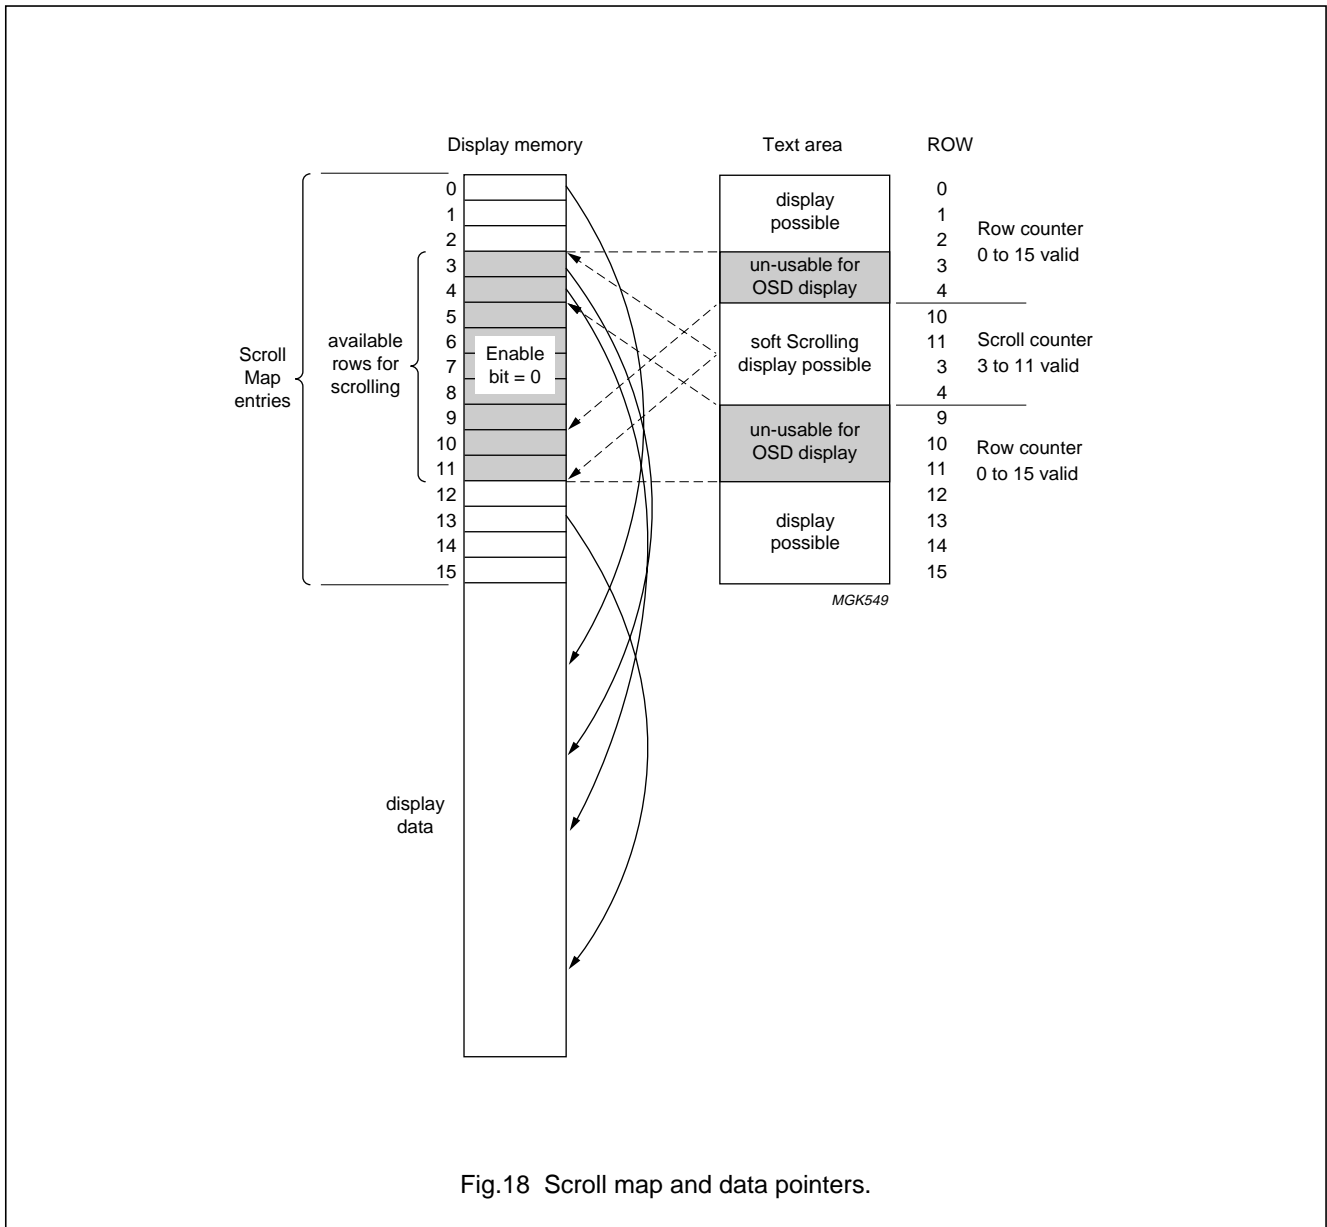 Display memory
Text area
ROW
0
1
2
3
4
5
6
7
8
9
10
11
12
13
14
15
Scroll
Map
entries
available
rows for
scrolling
Enable
bit = 0
display
data
display
possible
un-usable for
OSD display
soft Scrolling
display possible
un-usable for
OSD display
display
possible
MGK549
0
1
2
3
4
10
11
3
4
9
10
11
12
13
14
15
Row counter
0 to 15 valid
Scroll counter
3 to 11 valid
Row counter
0 to 15 valid
Fig.18 Scroll map and data pointers.